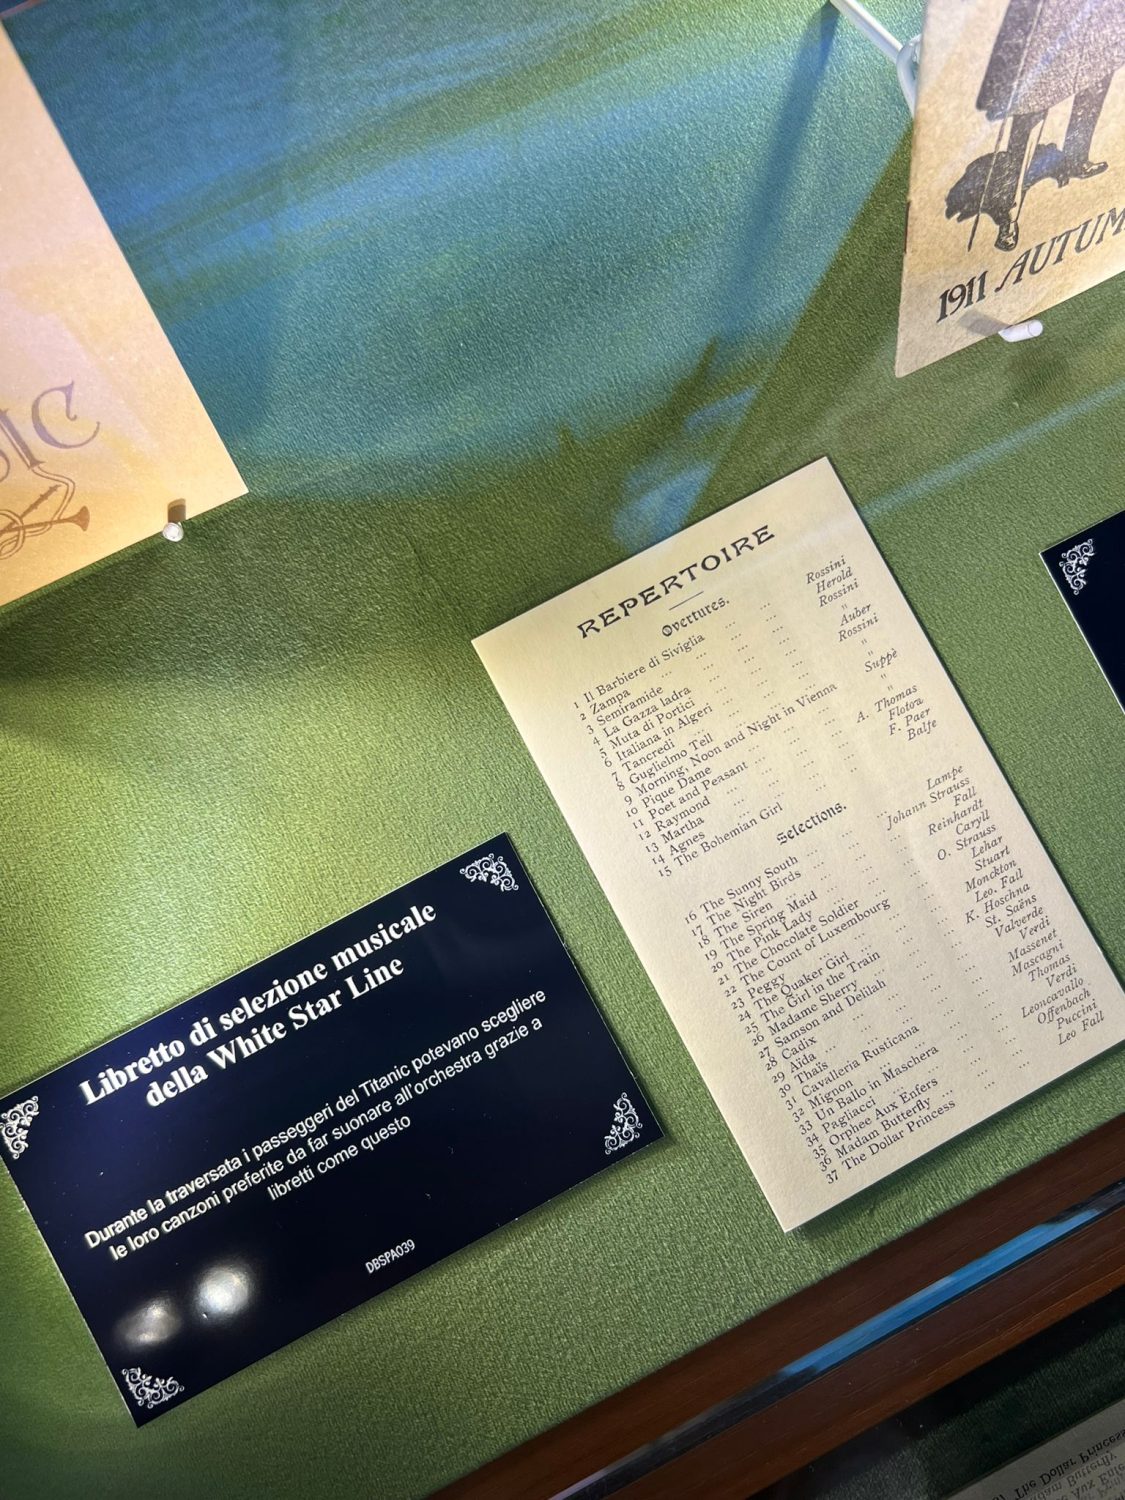 IC
1911 AUTUM
REPERTOIRE
Overtures.
1 Il Barbiere di Siviglia ... ... Rossini
2 Zampa ... ... ... Herold
3 Semiramide ... ... ... Rossini
4 La Gazza ladra ... ... "
5 Muta di Portici ... ... Auber
6 Italiana in Algeri ... ... Rossini
7 Tancredi ... ... ... "
8 Guglielmo Tell ... ... "
9 Morning, Noon and Night in Vienna Suppè
10 Pique Dame ... ... "
11 Poet and Peasant ... ... "
12 Raymond ... ... A. Thomas
13 Martha ... ... ... Flotow
14 Agnes ... ... ... F. Paer
15 The Bohemian Girl ... ... Balfe
Selections.
16 The Sunny South ... ... Lampe
17 The Night Birds ... Johann Strauss
18 The Siren ... ... ... Fall
19 The Spring Maid ... ... Reinhardt
20 The Pink Lady ... ... Caryll
21 The Chocolate Soldier ... O. Strauss
22 The Count of Luxembourg ... Lehar
23 Peggy ... ... ... Stuart
24 The Quaker Girl ... ... Monckton
25 The Girl in the Train ... Leo. Fall
26 Madame Sherry ... ... K. Hoschna
27 Samson and Delilah ... St. Saëns
28 Cadix ... ... ... Valverde
29 Aïda ... ... ... Verdi
30 Thaïs ... ... ... Massenet
31 Cavalleria Rusticana ... Mascagni
32 Mignon ... ... ... Thomas
33 Un Ballo in Maschera ... Verdi
34 Pagliacci ... ... Leoncavallo
35 Orphee Aux Enfers ... Offenbach
36 Madam Butterfly ... ... Puccini
37 The Dollar Princess ... Leo Fall
Libretto di selezione musicale
della White Star Line
Durante la traversata i passeggeri del Titanic potevano scegliere
le loro canzoni preferite da far suonare all'orchestra grazie a
libretti come questo
DBSPA039